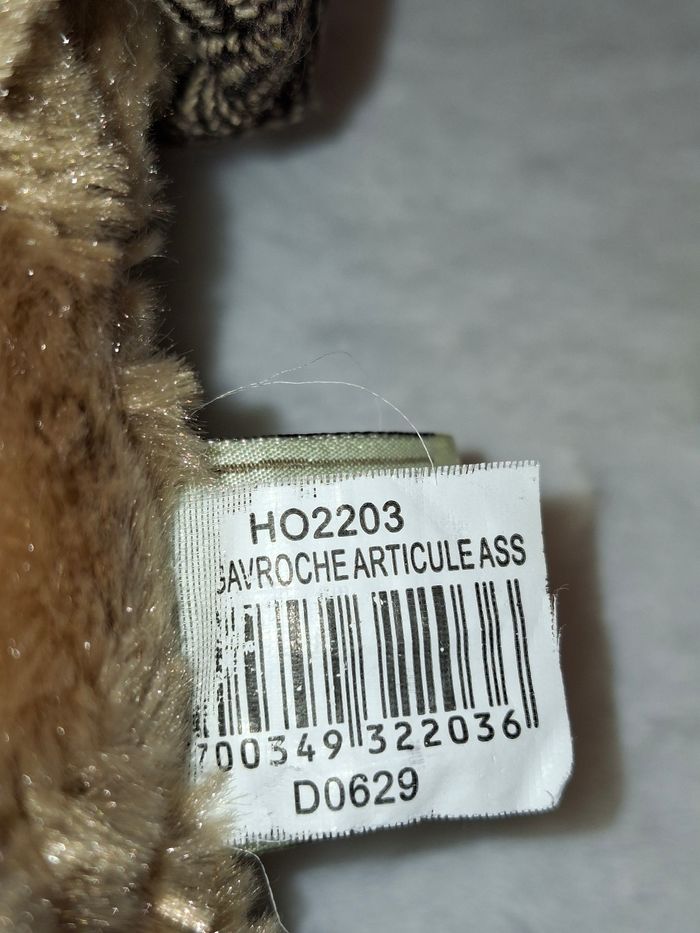 HO2203
GAVROCHE ARTICULE ASS
700349 322036
D0629